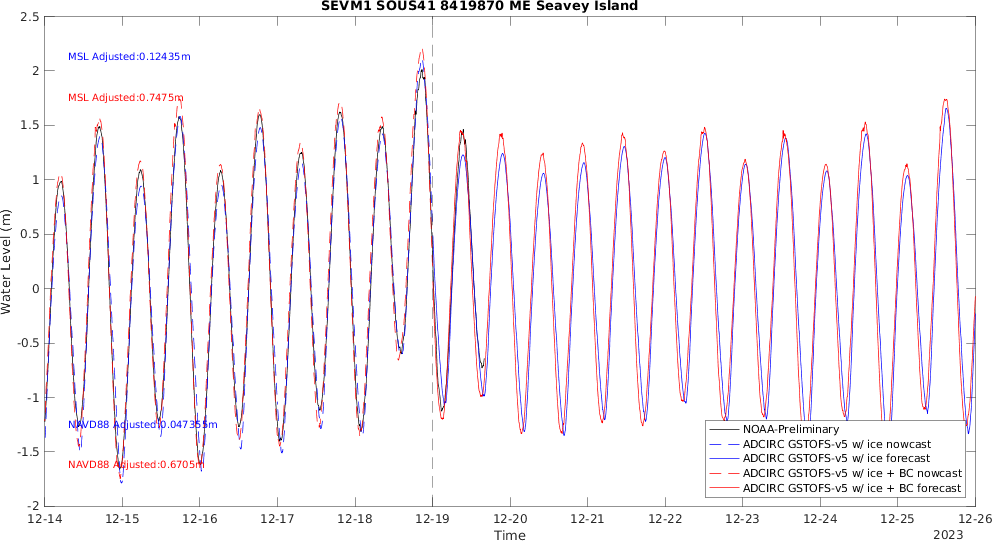 SEVM1 SOUS41 8419870 ME Seavey Island
2.5
2
1.5
1
0.5
0
-0.5
-1
-1.5
-2
Water Level (m)
MSL Adjusted:0.12435m
MSL Adjusted:0.7475m
NAVD88 Adjusted:0.047355m
NAVD88 Adjusted:0.6705m
NOAA-Preliminary
ADCIRC GSTOFS-v5 w/ ice nowcast
ADCIRC GSTOFS-v5 w/ ice forecast
ADCIRC GSTOFS-v5 w/ ice + BC nowcast
ADCIRC GSTOFS-v5 w/ ice + BC forecast
12-14 12-15 12-16 12-17 12-18 12-19 12-20 12-21 12-22 12-23 12-24 12-25 12-26
Time
2023